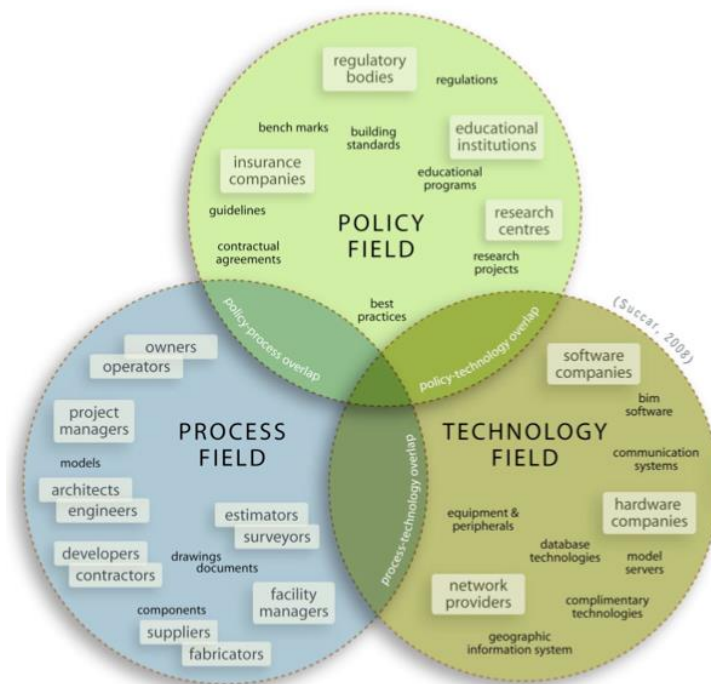 regulatory
bodies
regulations
bench marks
building
standards
educational
institutions
insurance
companies
educational
programs
guidelines
POLICY
FIELD
research
centres
contractual
agreements
research
projects
best
practices
policy-process overlap
policy-technology overlap
(Succar, 2008)
owners
operators
project
managers
PROCESS
FIELD
models
architects
engineers
estimators
surveyors
developers
contractors
drawings
documents
facility
managers
components
suppliers
fabricators
process-technology overlap
software
companies
bim
software
TECHNOLOGY
FIELD
communication
systems
equipment &
peripherals
hardware
companies
database
technologies
model
servers
network
providers
complimentary
technologies
geographic
information system